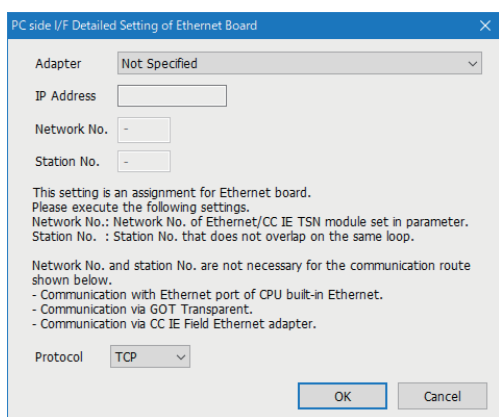 PC side I/F Detailed Setting of Ethernet Board
Adapter Not Specified
IP Address
Network No. -
Station No. -
This setting is an assignment for Ethernet board.
Please execute the following settings.
Network No.: Network No. of Ethernet/CC IE TSN module set in parameter.
Station No. : Station No. that does not overlap on the same loop.
Network No. and station No. are not necessary for the communication route
shown below.
- Communication with Ethernet port of CPU built-in Ethernet.
- Communication via GOT Transparent.
- Communication via CC IE Field Ethernet adapter.
Protocol TCP
OK Cancel